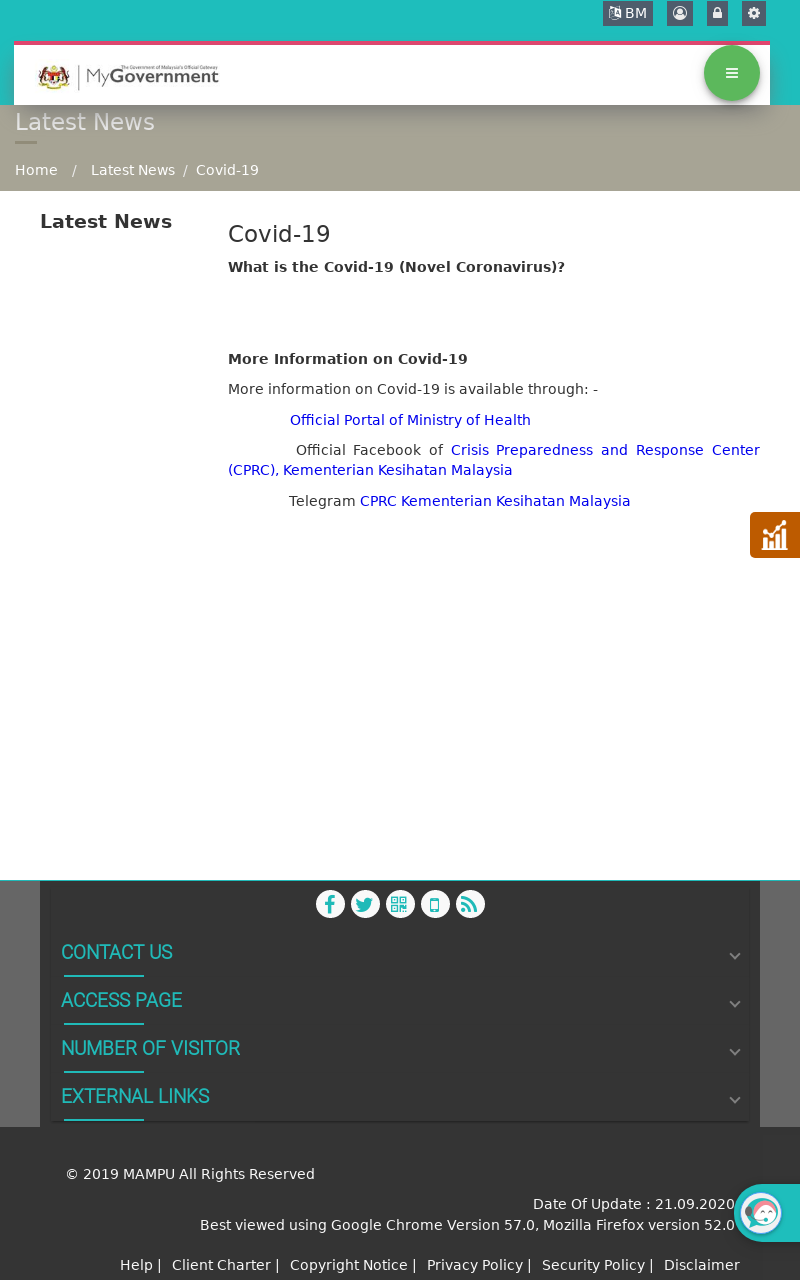 BM
The Government of Malaysia's Official Gateway
MyGovernment
Latest News
Home / Latest News / Covid-19
Latest News
Covid-19
What is the Covid-19 (Novel Coronavirus)?
More Information on Covid-19
More information on Covid-19 is available through: -
Official Portal of Ministry of Health
Official Facebook of Crisis Preparedness and Response Center
(CPRC), Kementerian Kesihatan Malaysia
Telegram CPRC Kementerian Kesihatan Malaysia
CONTACT US
ACCESS PAGE
NUMBER OF VISITOR
EXTERNAL LINKS
© 2019 MAMPU All Rights Reserved
Date Of Update : 21.09.2020
Best viewed using Google Chrome Version 57.0, Mozilla Firefox version 52.0
Help | Client Charter | Copyright Notice | Privacy Policy | Security Policy | Disclaimer